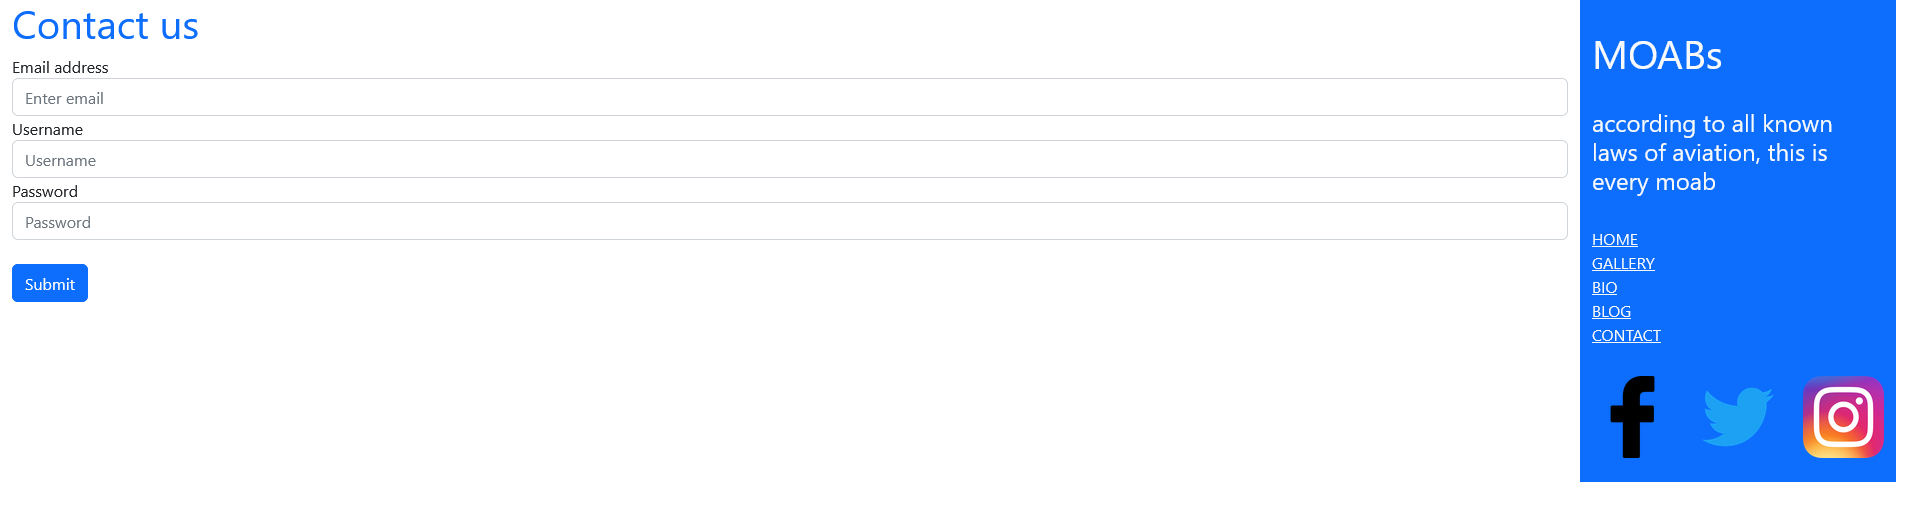 Contact us
Email address
Enter email
Username
Username
Password
Password
Submit
MOABs
according to all known
laws of aviation, this is
every moab
HOME
GALLERY
BIO
BLOG
CONTACT